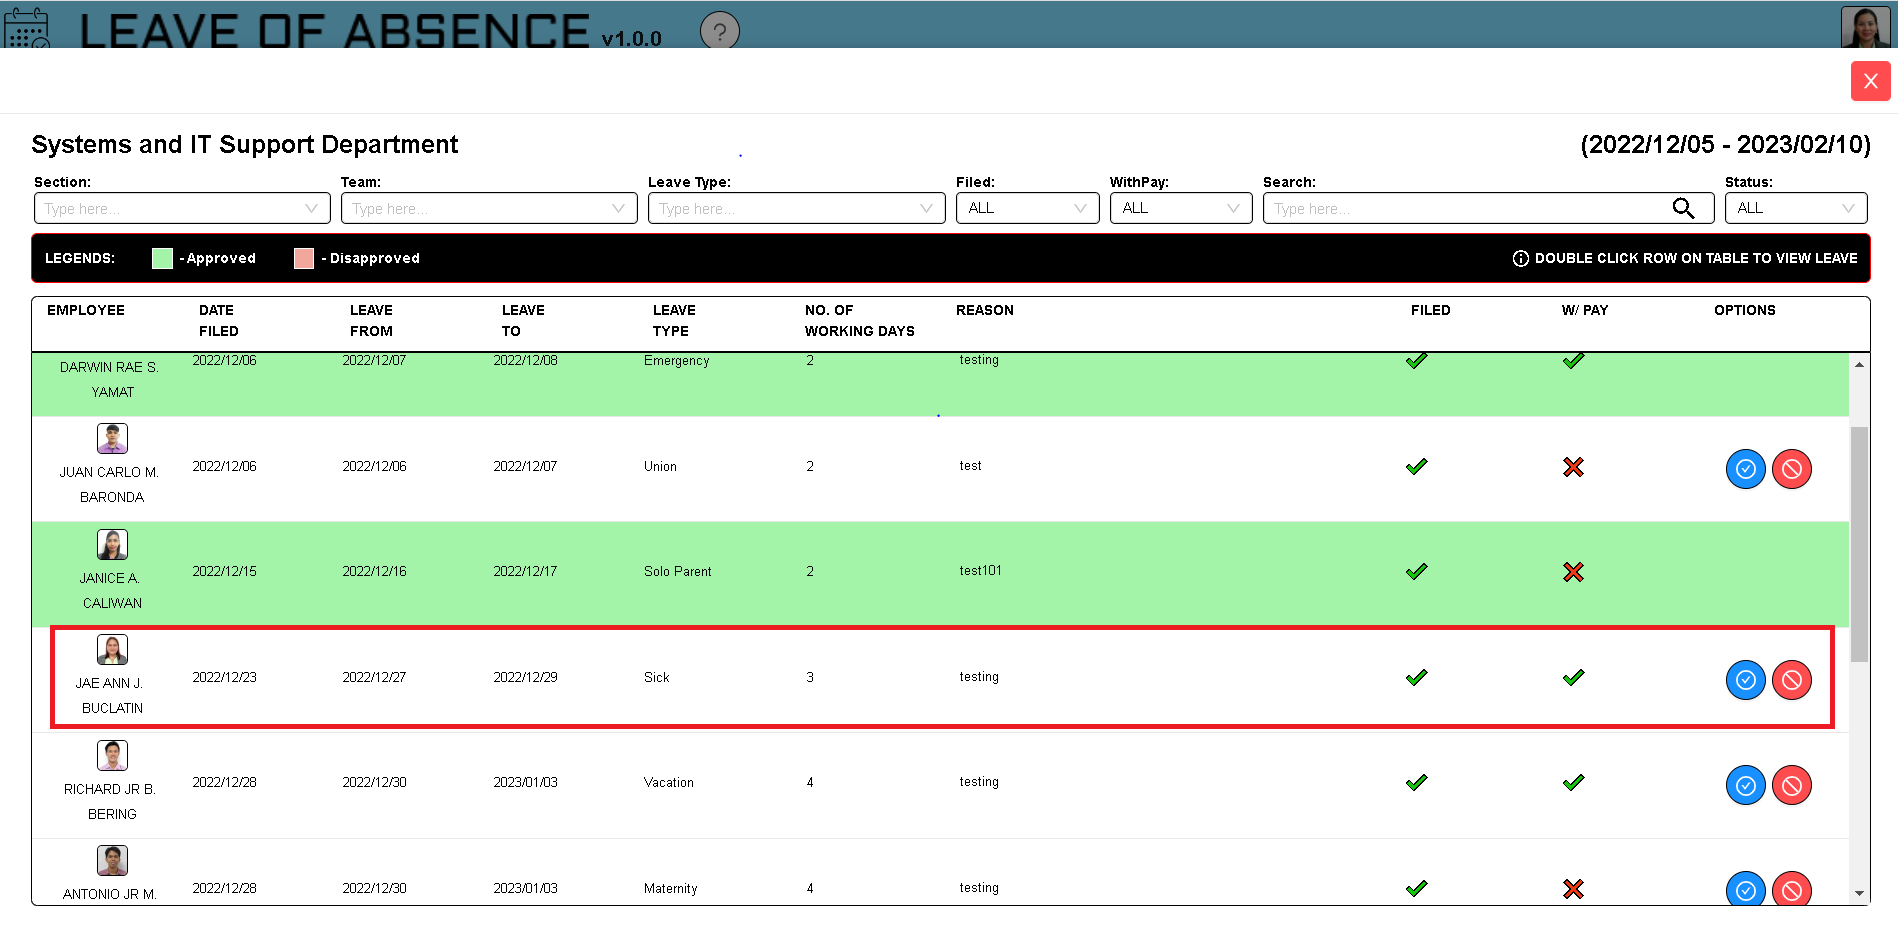 LEAVE OF ABSENCE v1.0.0 ?
X
Systems and IT Support Department (2022/12/05 - 2023/02/10)
Section: Team: Leave Type: Filed: WithPay: Search: Status:
Type here... Type here... Type here... ALL ALL Type here... ALL
LEGENDS: - Approved - Disapproved DOUBLE CLICK ROW ON TABLE TO VIEW LEAVE
EMPLOYEE DATE LEAVE LEAVE LEAVE NO. OF REASON FILED W/ PAY OPTIONS
FILED FROM TO TYPE WORKING DAYS
2022/12/06 2022/12/07 2022/12/08 Emergency 2 testing
DARWIN RAE S.
YAMAT
2022/12/06 2022/12/06 2022/12/07 Union 2 test
JUAN CARLO M.
BARONDA
2022/12/15 2022/12/16 2022/12/17 Solo Parent 2 test101
JANICE A.
CALIWAN
2022/12/23 2022/12/27 2022/12/29 Sick 3 testing
JAE ANN J.
BUCLATIN
2022/12/28 2022/12/30 2023/01/03 Vacation 4 testing
RICHARD JR B.
BERING
2022/12/28 2022/12/30 2023/01/03 Maternity 4 testing
ANTONIO JR M.